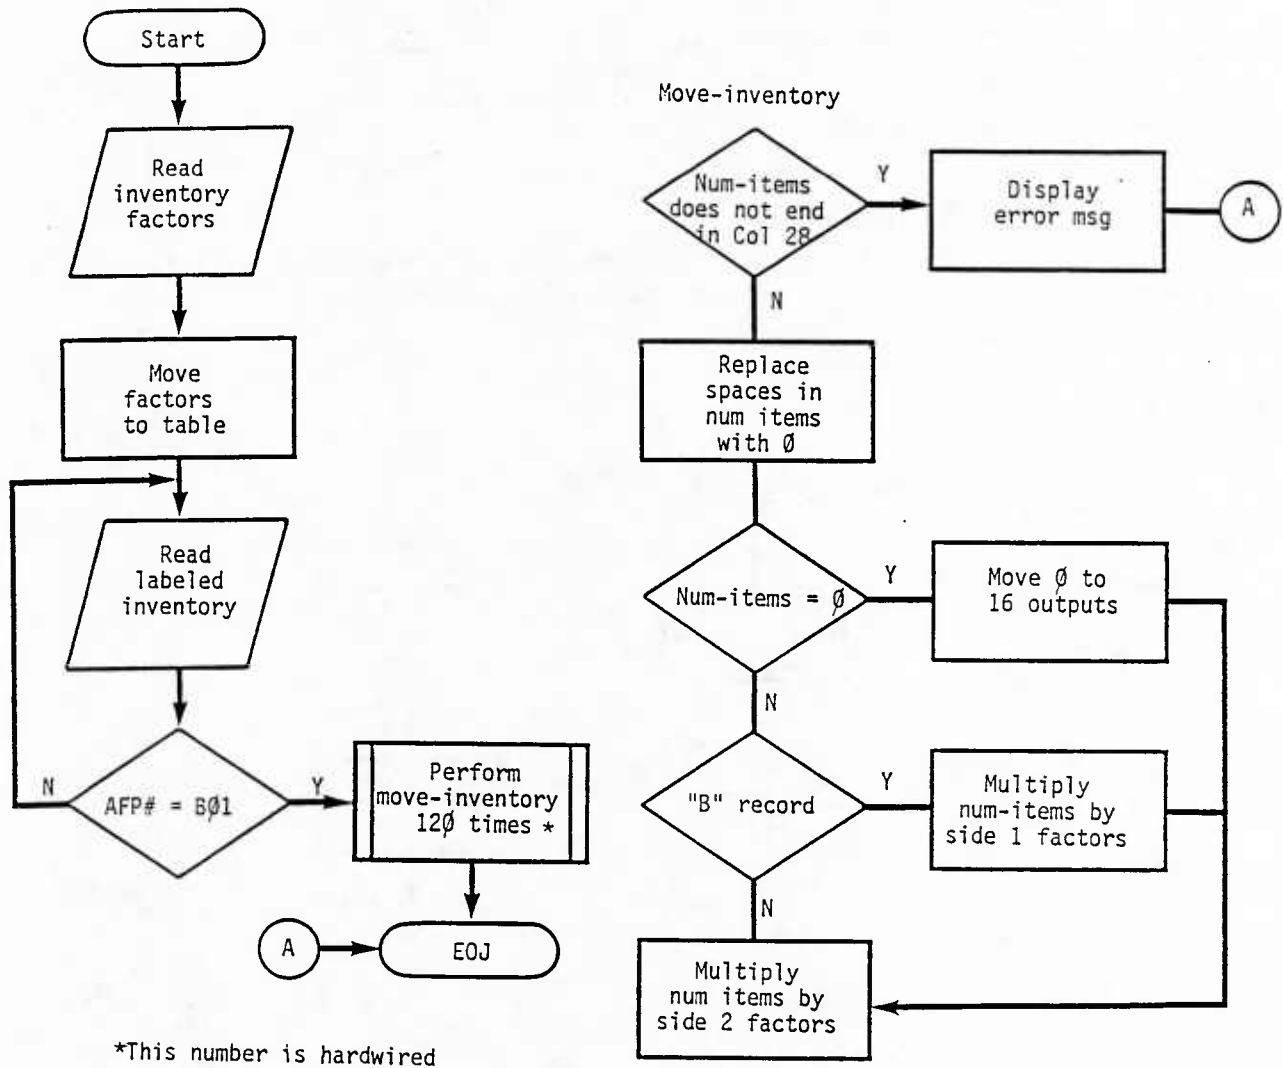 Start
Read
inventory
factors
Move
factors
to table
Read
labeled
inventory
AFP# = BØ1
N
Y
Perform
move-inventory
12Ø times *
A
EOJ
*This number is hardwired
Move-inventory
Num-items
does not end
in Col 28
Y
Display
error msg
A
N
Replace
spaces in
num items
with Ø
Num-items = Ø
Y
Move Ø to
16 outputs
N
"B" record
Y
Multiply
num-items by
side 1 factors
N
Multiply
num items by
side 2 factors